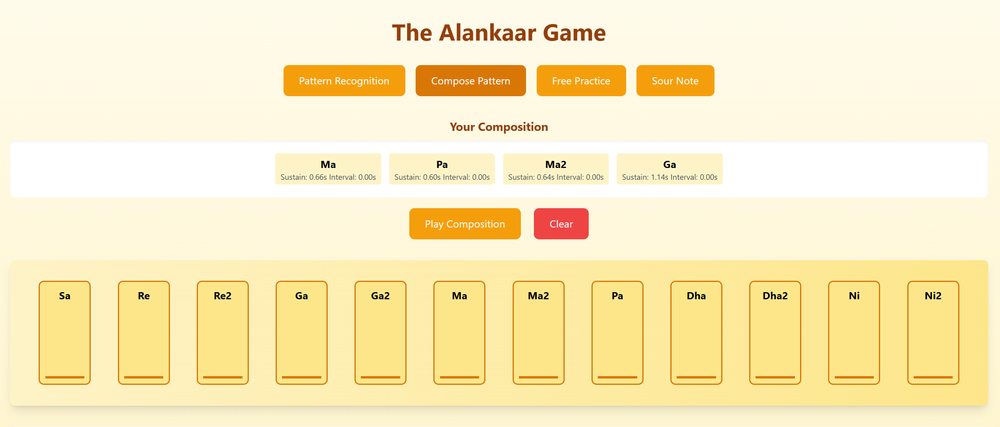 The Alankaar Game
Pattern Recognition Compose Pattern Free Practice Sour Note
Your Composition
Ma Pa Ma2 Ga
Sustain: 0.66s Interval: 0.00s Sustain: 0.60s Interval: 0.00s Sustain: 0.64s Interval: 0.00s Sustain: 1.14s Interval: 0.00s
Play Composition Clear
Sa Re Re2 Ga Ga2 Ma Ma2 Pa Dha Dha2 Ni Ni2